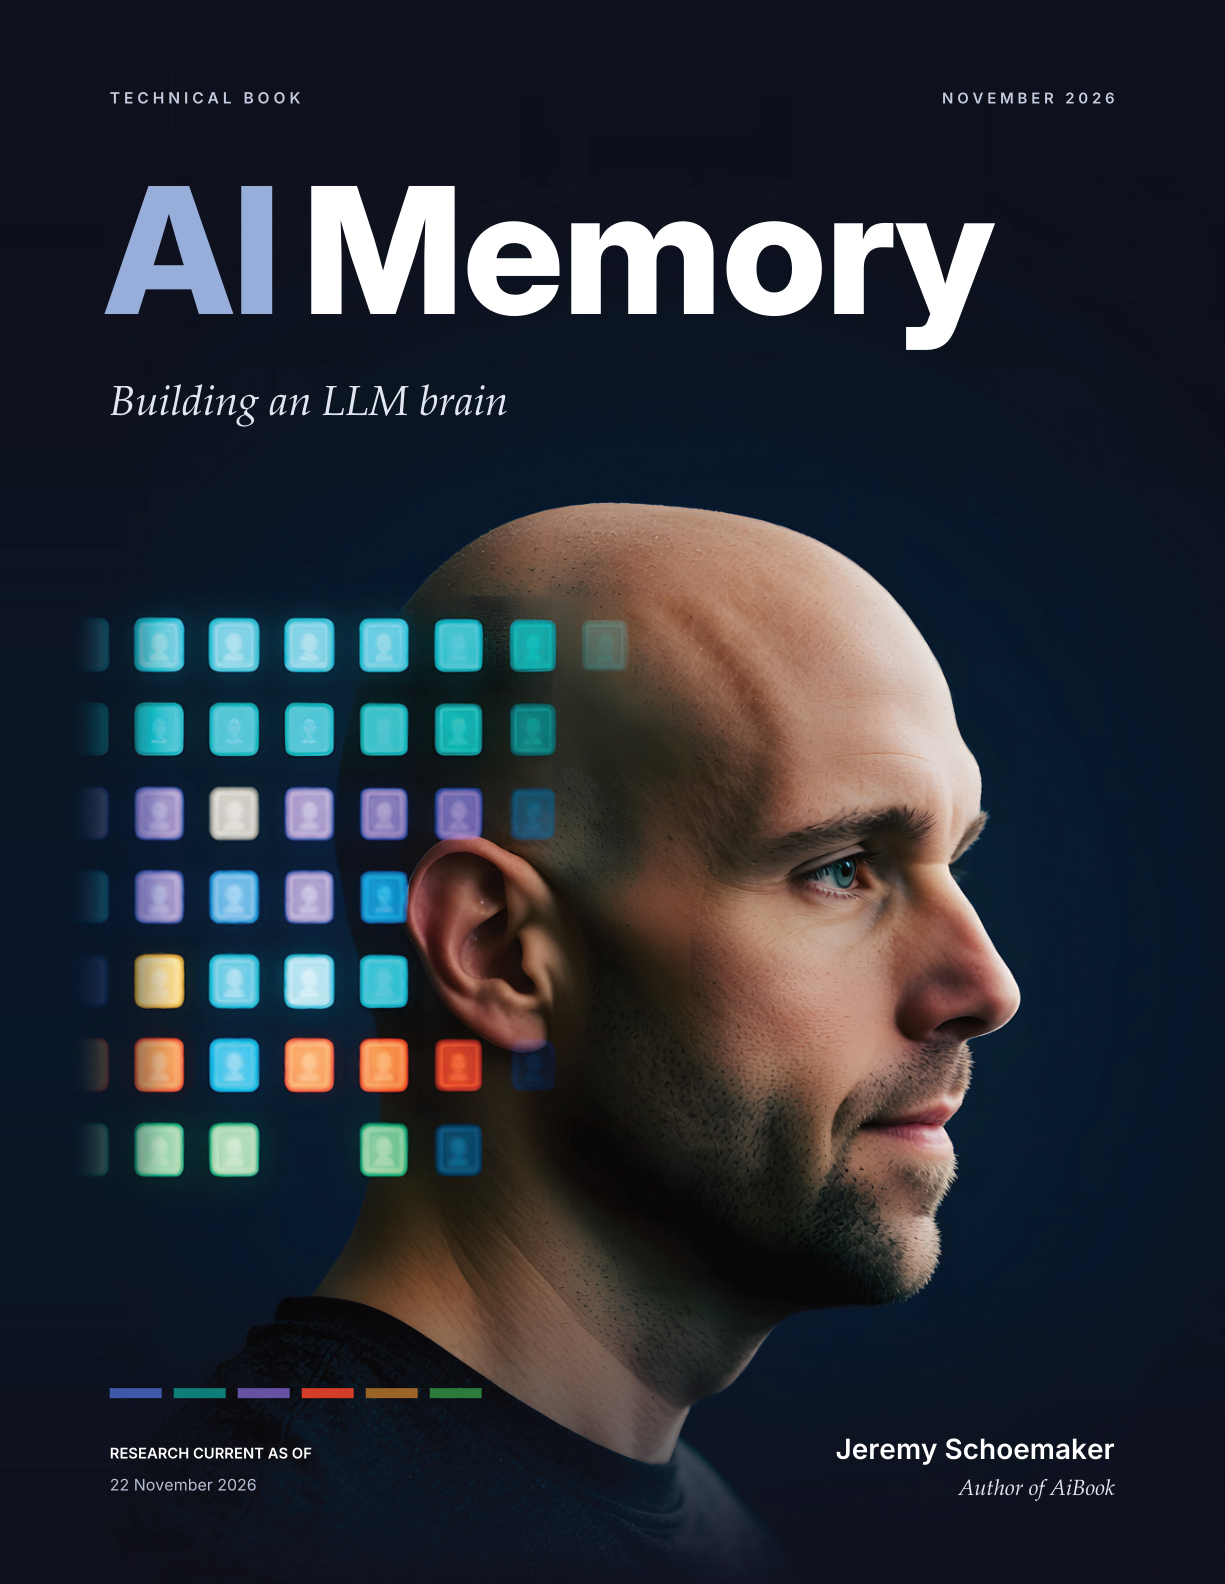 TECHNICAL BOOK
NOVEMBER 2026
AI Memory
Building an LLM brain
RESEARCH CURRENT AS OF
22 November 2026
Jeremy Schoemaker
Author of AiBook